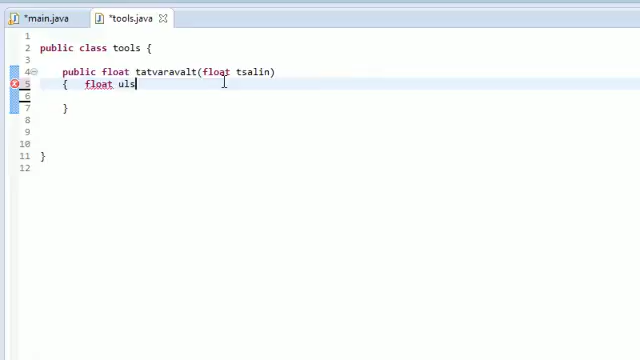 *main.java *tools.java
1
2 public class tools {
3
4 public float tatvaravalt(float tsalin)
5 { float uls
6
7 }
8
9
10
11 }
12